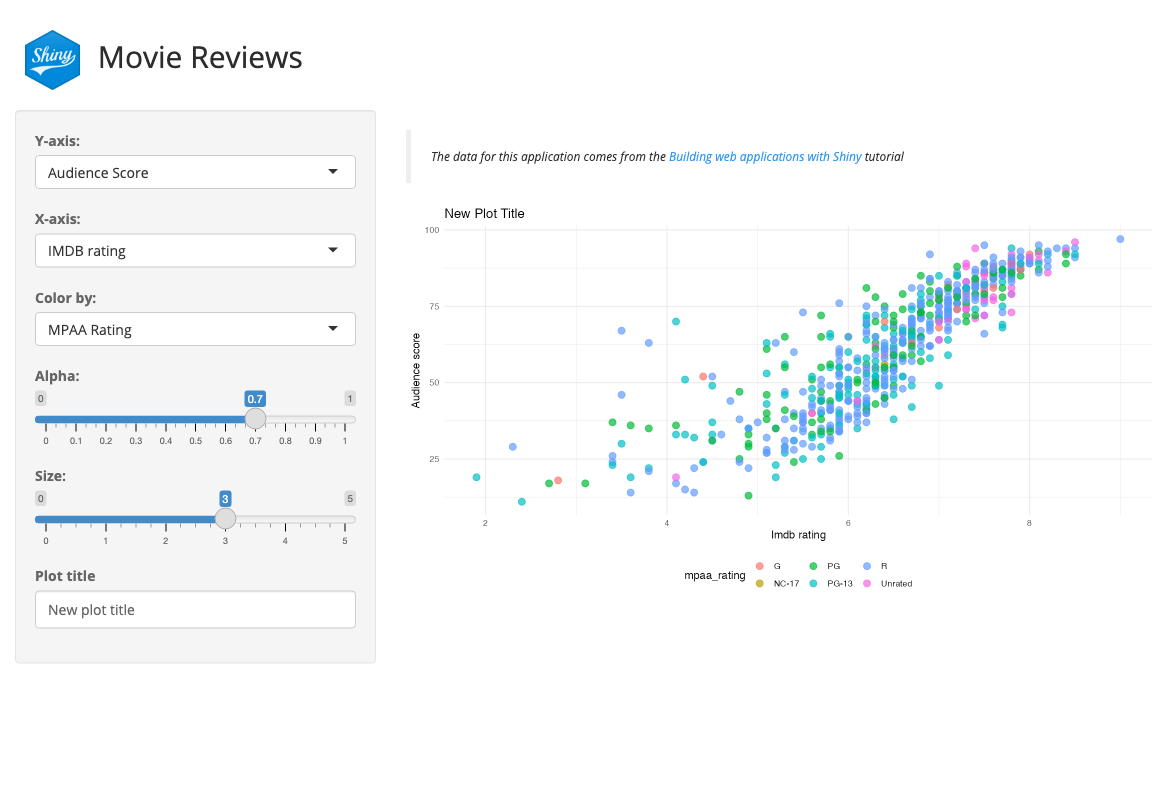 Shiny
Movie Reviews
Y-axis:
Audience Score
X-axis:
IMDB rating
Color by:
MPAA Rating
Alpha:
0 0.7 1
0 0.1 0.2 0.3 0.4 0.5 0.6 0.7 0.8 0.9 1
Size:
0 3 5
0 1 2 3 4 5
Plot title
New plot title
The data for this application comes from the Building web applications with Shiny tutorial
New Plot Title
100
75
50
25
Audience score
2 4 6 8
Imdb rating
mpaa_rating
G PG R
NC-17 PG-13 Unrated